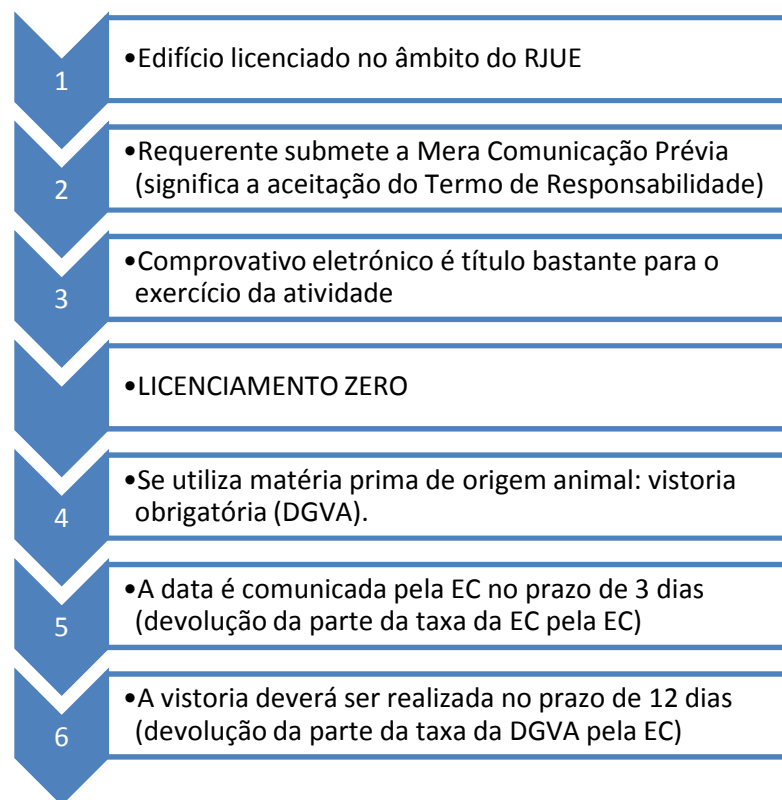 1
•Edifício licenciado no âmbito do RJUE
2
•Requerente submete a Mera Comunicação Prévia
(significa a aceitação do Termo de Responsabilidade)
3
•Comprovativo eletrónico é título bastante para o
exercício da atividade
•LICENCIAMENTO ZERO
4
•Se utiliza matéria prima de origem animal: vistoria
obrigatória (DGVA).
5
•A data é comunicada pela EC no prazo de 3 dias
(devolução da parte da taxa da EC pela EC)
6
•A vistoria deverá ser realizada no prazo de 12 dias
(devolução da parte da taxa da DGVA pela EC)